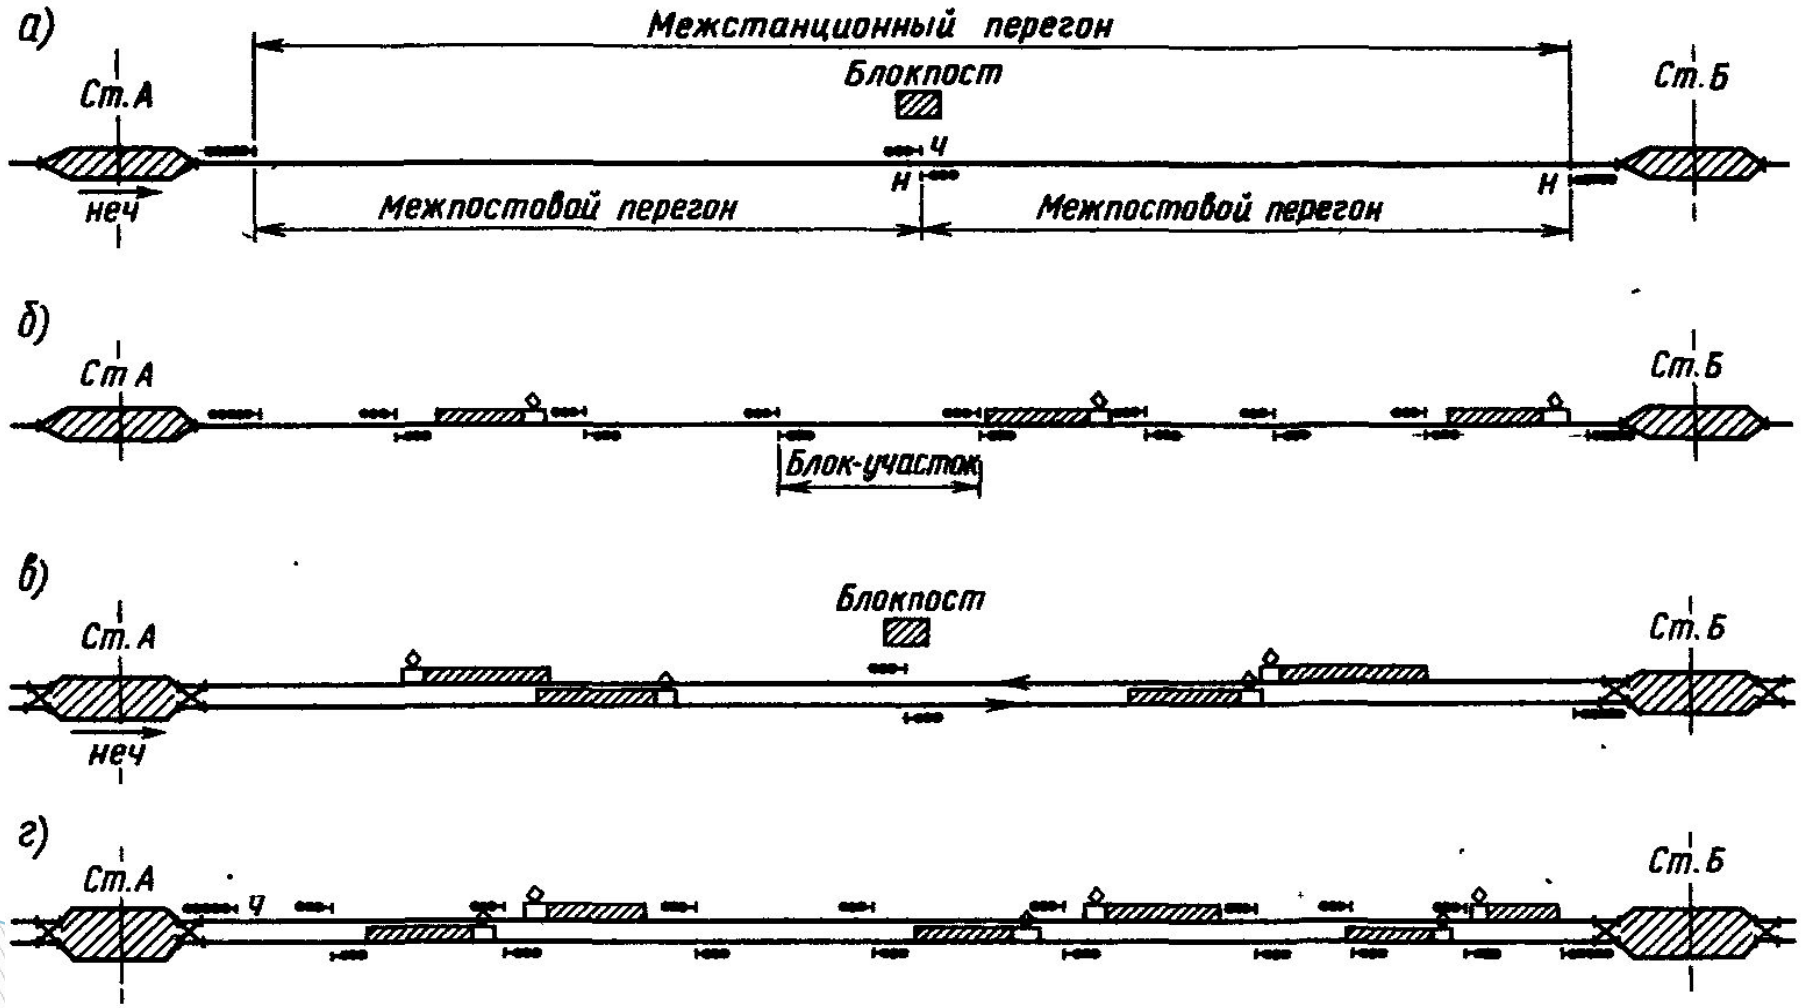 а)
Межстанционный перегон
Блокпост
Ст. А
Ст. Б
Ч
Н
Н
неч
Межпостовой перегон
Межпостовой перегон
б)
Ст А
Ст. Б
Блок-участок
в)
Блокпост
Ст. А
Ст. Б
неч
г)
Ст. А
Ст. Б
Ч